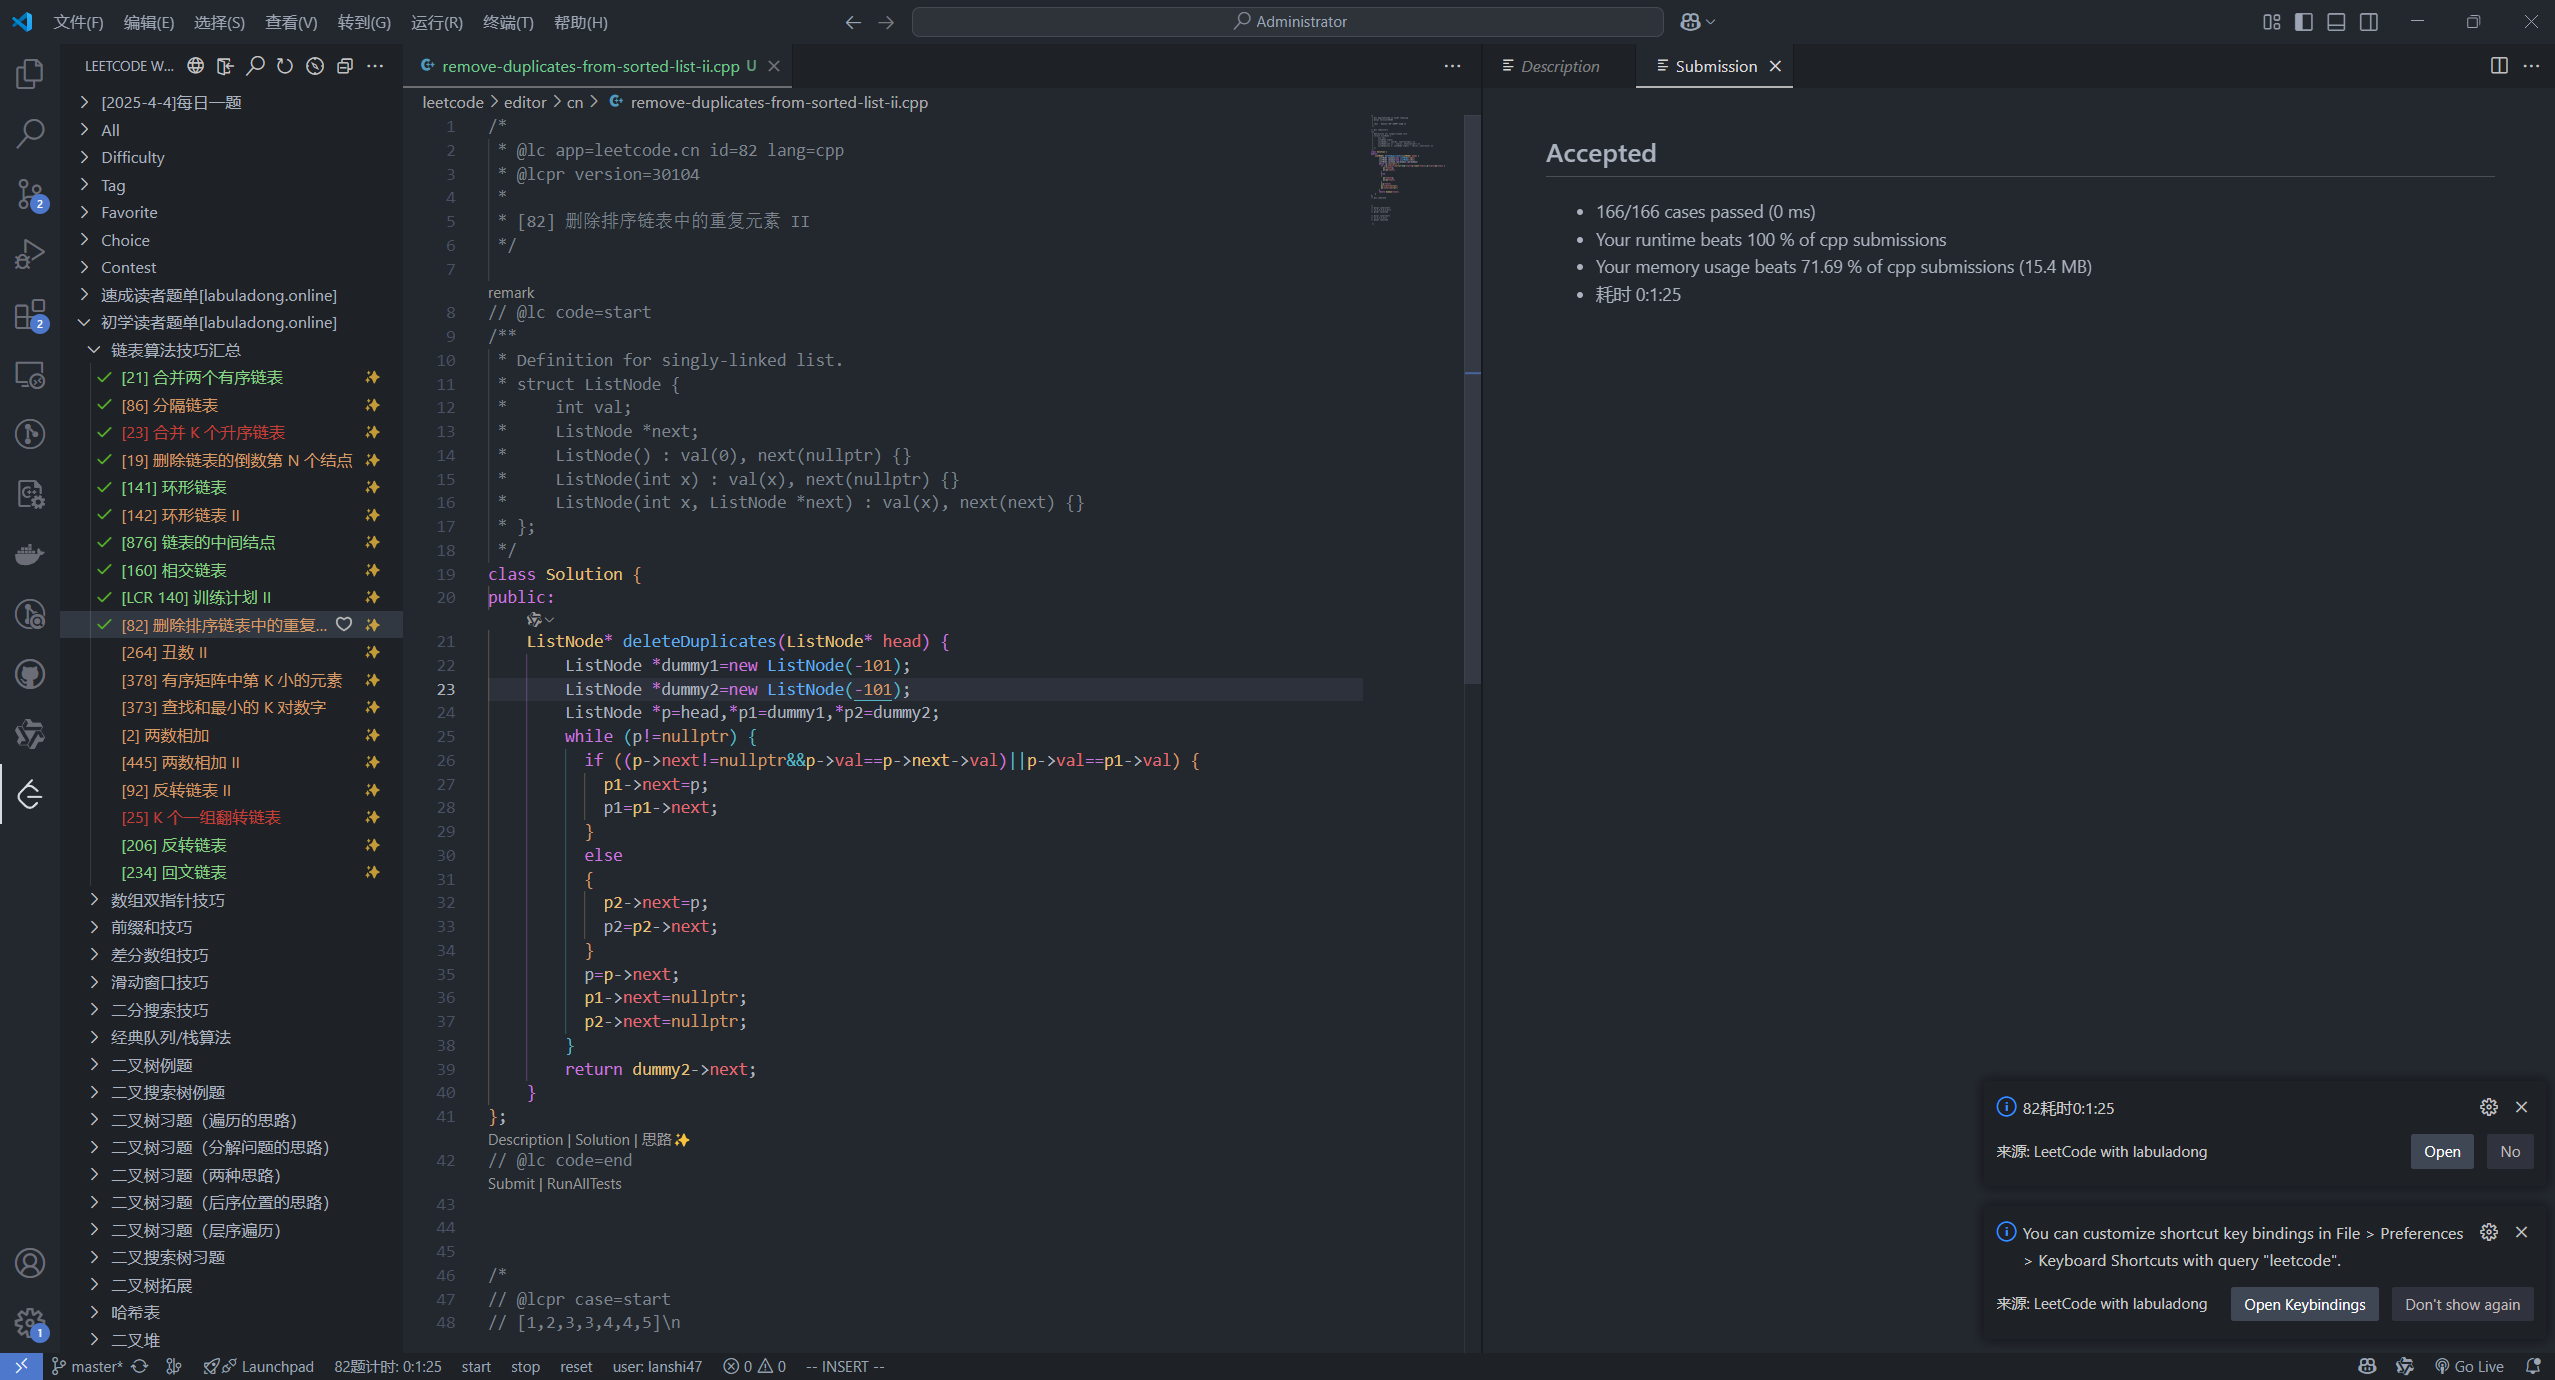 文件(F) 编辑(E) 选择(S) 查看(V) 转到(G) 运行(R) 终端(T) 帮助(H) Administrator
LEETCODE W...
[2025-4-4]每日一题
All
Difficulty
Tag
Favorite
Choice
Contest
速成读者题单[labuladong.online]
初学读者题单[labuladong.online]
链表算法技巧汇总
[21] 合并两个有序链表
[86] 分隔链表
[23] 合并 K 个升序链表
[19] 删除链表的倒数第 N 个结点
[141] 环形链表
[142] 环形链表 II
[876] 链表的中间结点
[160] 相交链表
[LCR 140] 训练计划 II
[82] 删除排序链表中的重复...
[264] 丑数 II
[378] 有序矩阵中第 K 小的元素
[373] 查找和最小的 K 对数字
[2] 两数相加
[445] 两数相加 II
[92] 反转链表 II
[25] K 个一组翻转链表
[206] 反转链表
[234] 回文链表
数组双指针技巧
前缀和技巧
差分数组技巧
滑动窗口技巧
二分搜索技巧
经典队列/栈算法
二叉树例题
二叉搜索树例题
二叉树习题（遍历的思路）
二叉树习题（分解问题的思路）
二叉树习题（两种思路）
二叉树习题（后序位置的思路）
二叉树习题（层序遍历）
二叉搜索树习题
二叉树拓展
哈希表
二叉堆
2
2
1
remove-duplicates-from-sorted-list-ii.cpp U
leetcode > editor > cn > remove-duplicates-from-sorted-list-ii.cpp
1 /*
2 * @lc app=leetcode.cn id=82 lang=cpp
3 * @lcpr version=30104
4 *
5 * [82] 删除排序链表中的重复元素 II
6 */
7
remark
8 // @lc code=start
9 /**
10 * Definition for singly-linked list.
11 * struct ListNode {
12 *     int val;
13 *     ListNode *next;
14 *     ListNode() : val(0), next(nullptr) {}
15 *     ListNode(int x) : val(x), next(nullptr) {}
16 *     ListNode(int x, ListNode *next) : val(x), next(next) {}
17 * };
18 */
19 class Solution {
20 public:
21     ListNode* deleteDuplicates(ListNode* head) {
22         ListNode *dummy1=new ListNode(-101);
23         ListNode *dummy2=new ListNode(-101);
24         ListNode *p=head,*p1=dummy1,*p2=dummy2;
25         while (p!=nullptr) {
26           if ((p->next!=nullptr&&p->val==p->next->val)||p->val==p1->val) {
27             p1->next=p;
28             p1=p1->next;
29           }
30           else
31           {
32             p2->next=p;
33             p2=p2->next;
34           }
35           p=p->next;
36           p1->next=nullptr;
37           p2->next=nullptr;
38         }
39         return dummy2->next;
40     }
41 };
Description | Solution | 思路✨
42 // @lc code=end
Submit | RunAllTests
43
44
45
46 /*
47 // @lcpr case=start
48 // [1,2,3,3,4,4,5]\n
Description
Submission
Accepted
• 166/166 cases passed (0 ms)
• Your runtime beats 100 % of cpp submissions
• Your memory usage beats 71.69 % of cpp submissions (15.4 MB)
• 耗时 0:1:25
82耗时0:1:25
来源: LeetCode with labuladong Open No
You can customize shortcut key bindings in File > Preferences
> Keyboard Shortcuts with query "leetcode".
来源: LeetCode with labuladong Open Keybindings Don't show again
master* Launchpad 82题计时: 0:1:25 start stop reset user: lanshi47 0 0 -- INSERT -- Go Live